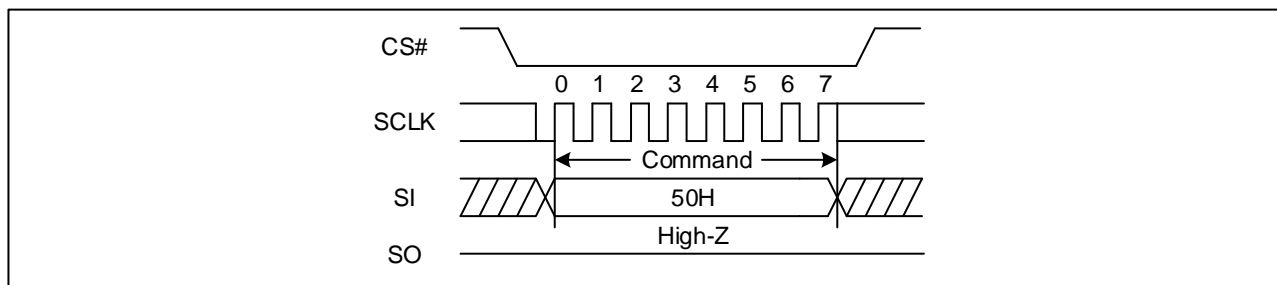 CS#
0 1 2 3 4 5 6 7
SCLK
Command
SI
50H
High-Z
SO